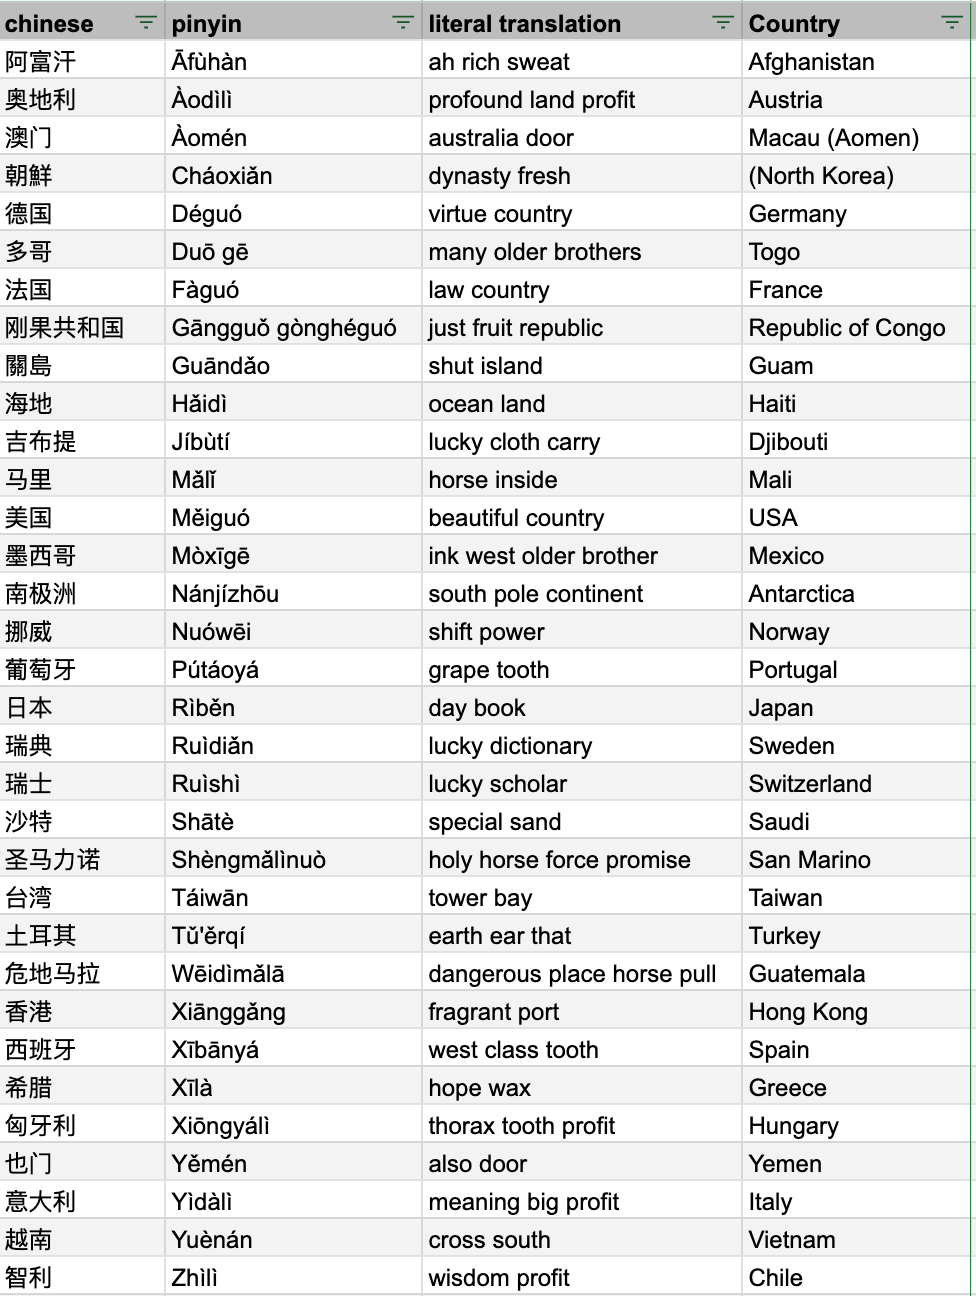 chinese pinyin literal translation Country
阿富汗 Āfùhàn ah rich sweat Afghanistan
奥地利 Àodìlì profound land profit Austria
澳门 Àomén australia door Macau (Aomen)
朝鮮 Cháoxiǎn dynasty fresh (North Korea)
德国 Déguó virtue country Germany
多哥 Duō gē many older brothers Togo
法国 Fàguó law country France
刚果共和国 Gāngguǒ gònghéguó just fruit republic Republic of Congo
關島 Guāndǎo shut island Guam
海地 Hǎidì ocean land Haiti
吉布提 Jíbùtí lucky cloth carry Djibouti
马里 Mǎlǐ horse inside Mali
美国 Měiguó beautiful country USA
墨西哥 Mòxīgē ink west older brother Mexico
南极洲 Nánjízhōu south pole continent Antarctica
挪威 Nuówēi shift power Norway
葡萄牙 Pútáoyá grape tooth Portugal
日本 Rìběn day book Japan
瑞典 Ruìdiǎn lucky dictionary Sweden
瑞士 Ruìshì lucky scholar Switzerland
沙特 Shātè special sand Saudi
圣马力诺 Shèngmǎlìnuò holy horse force promise San Marino
台湾 Táiwān tower bay Taiwan
土耳其 Tǔ'ěrqí earth ear that Turkey
危地马拉 Wēidìmǎlā dangerous place horse pull Guatemala
香港 Xiānggǎng fragrant port Hong Kong
西班牙 Xībānyá west class tooth Spain
希腊 Xīlà hope wax Greece
匈牙利 Xiōngyálì thorax tooth profit Hungary
也门 Yěmén also door Yemen
意大利 Yìdàlì meaning big profit Italy
越南 Yuènán cross south Vietnam
智利 Zhìlì wisdom profit Chile